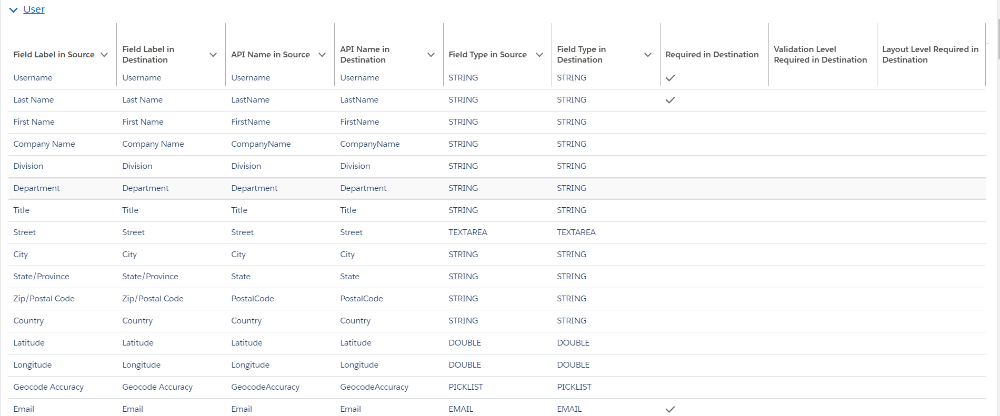 User
Field Label in Source
Field Label in
Destination
API Name in Source
API Name in
Destination
Field Type in Source
Field Type in
Destination
Required in Destination
Validation Level
Required in Destination
Layout Level Required in
Destination
Username Username Username Username STRING STRING
Last Name Last Name LastName LastName STRING STRING
First Name First Name FirstName FirstName STRING STRING
Company Name Company Name CompanyName CompanyName STRING STRING
Division Division Division Division STRING STRING
Department Department Department Department STRING STRING
Title Title Title Title STRING STRING
Street Street Street Street TEXTAREA TEXTAREA
City City City City STRING STRING
State/Province State/Province State State STRING STRING
Zip/Postal Code Zip/Postal Code PostalCode PostalCode STRING STRING
Country Country Country Country STRING STRING
Latitude Latitude Latitude Latitude DOUBLE DOUBLE
Longitude Longitude Longitude Longitude DOUBLE DOUBLE
Geocode Accuracy Geocode Accuracy GeocodeAccuracy GeocodeAccuracy PICKLIST PICKLIST
Email Email Email Email EMAIL EMAIL